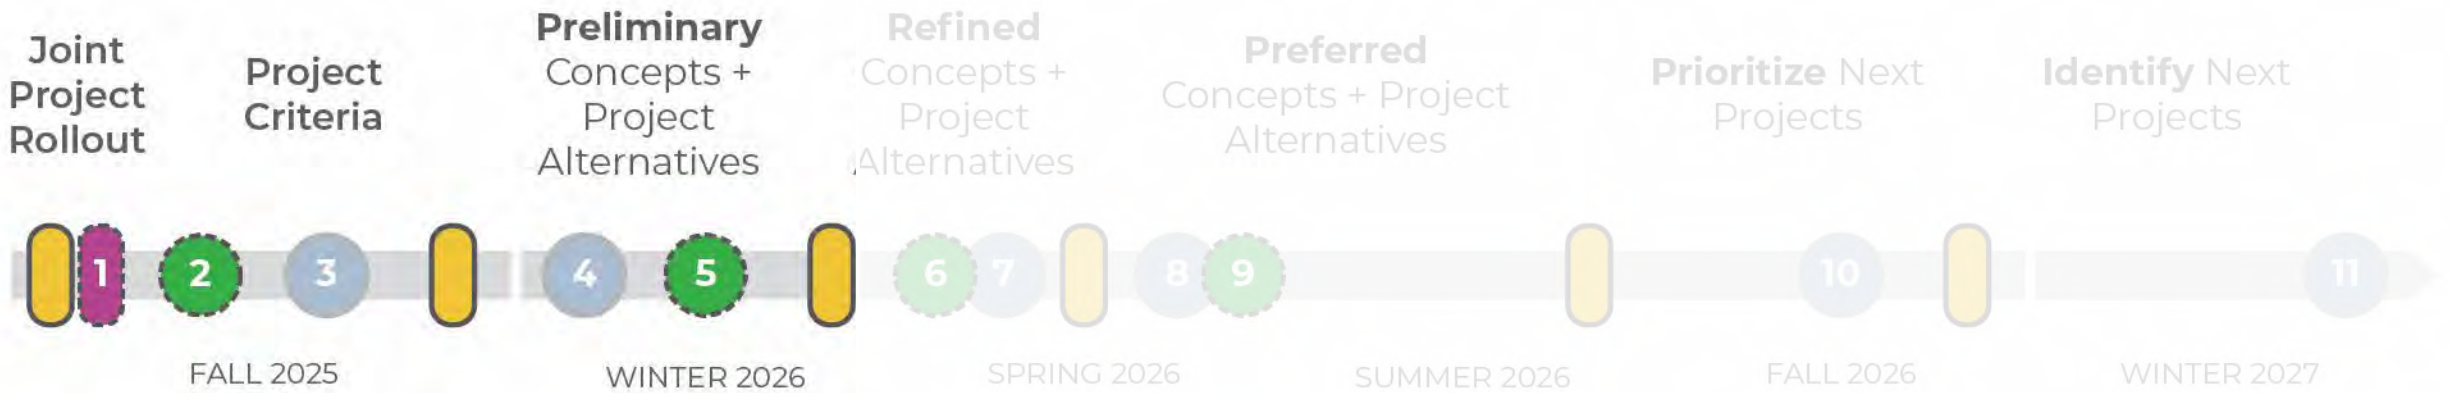 Joint
Project
Rollout
Project
Criteria
Preliminary
Concepts +
Project
Alternatives
Refined
Concepts +
Project
Alternatives
Preferred
Concepts + Project
Alternatives
Prioritize Next
Projects
Identify Next
Projects
1
2
3
4
5
6
7
8
9
10
11
FALL 2025
WINTER 2026
SPRING 2026
SUMMER 2026
FALL 2026
WINTER 2027